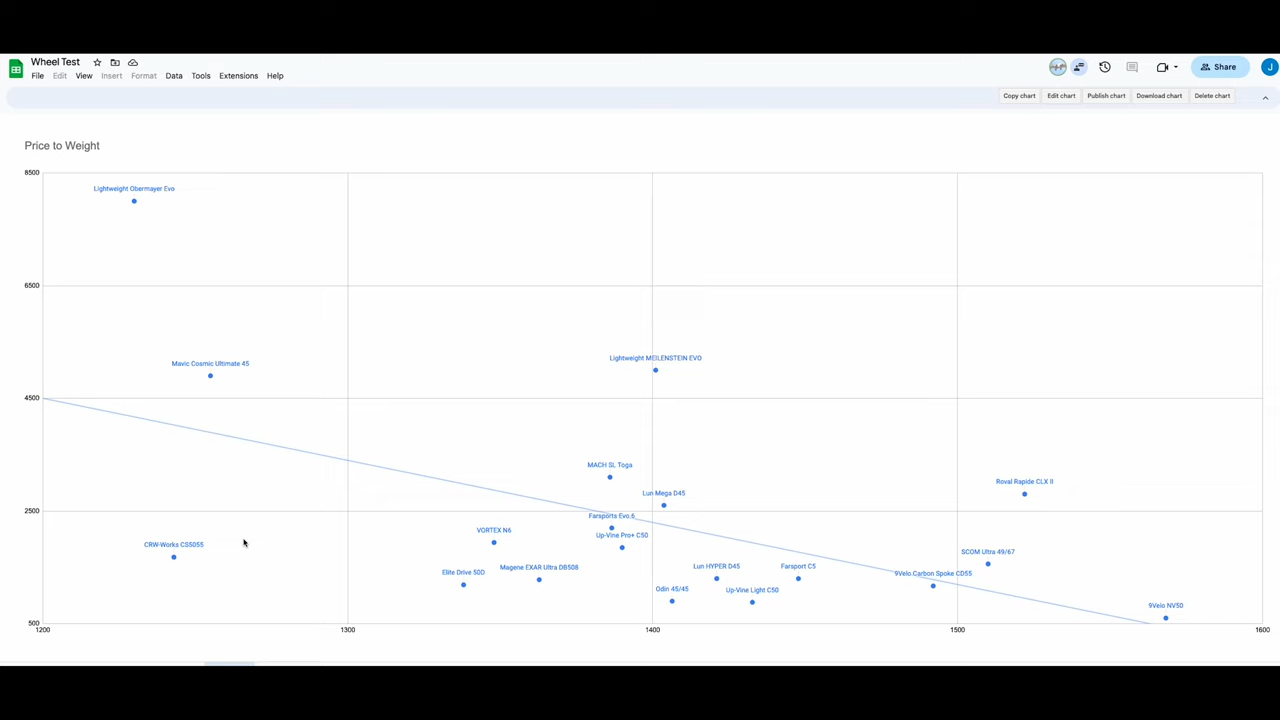 Wheel Test
File Edit View Insert Format Data Tools Extensions Help
Share
J
Copy chart Edit chart Publish chart Download chart Delete chart
Price to Weight
8500
Lightweight Obermayer Evo
6500
Lightweight MEILENSTEIN EVO
Mavic Cosmic Ultimate 45
4500
MACH SL Toga
Roval Rapide CLX II
Lun Mega D45
2500
Farsports Evo.6
VORTEX N6
Up-Vine Pro+ C50
CRW-Works CS5055
SCOM Ultra 49/67
Lun HYPER D45
Farsport C5
Magene EXAR Ultra DB508
Elite Drive 50D
9Velo Carbon Spoke CD55
Odin 45/45
Up-Vine Light C50
9Velo NV50
500
1200 1300 1400 1500 1600